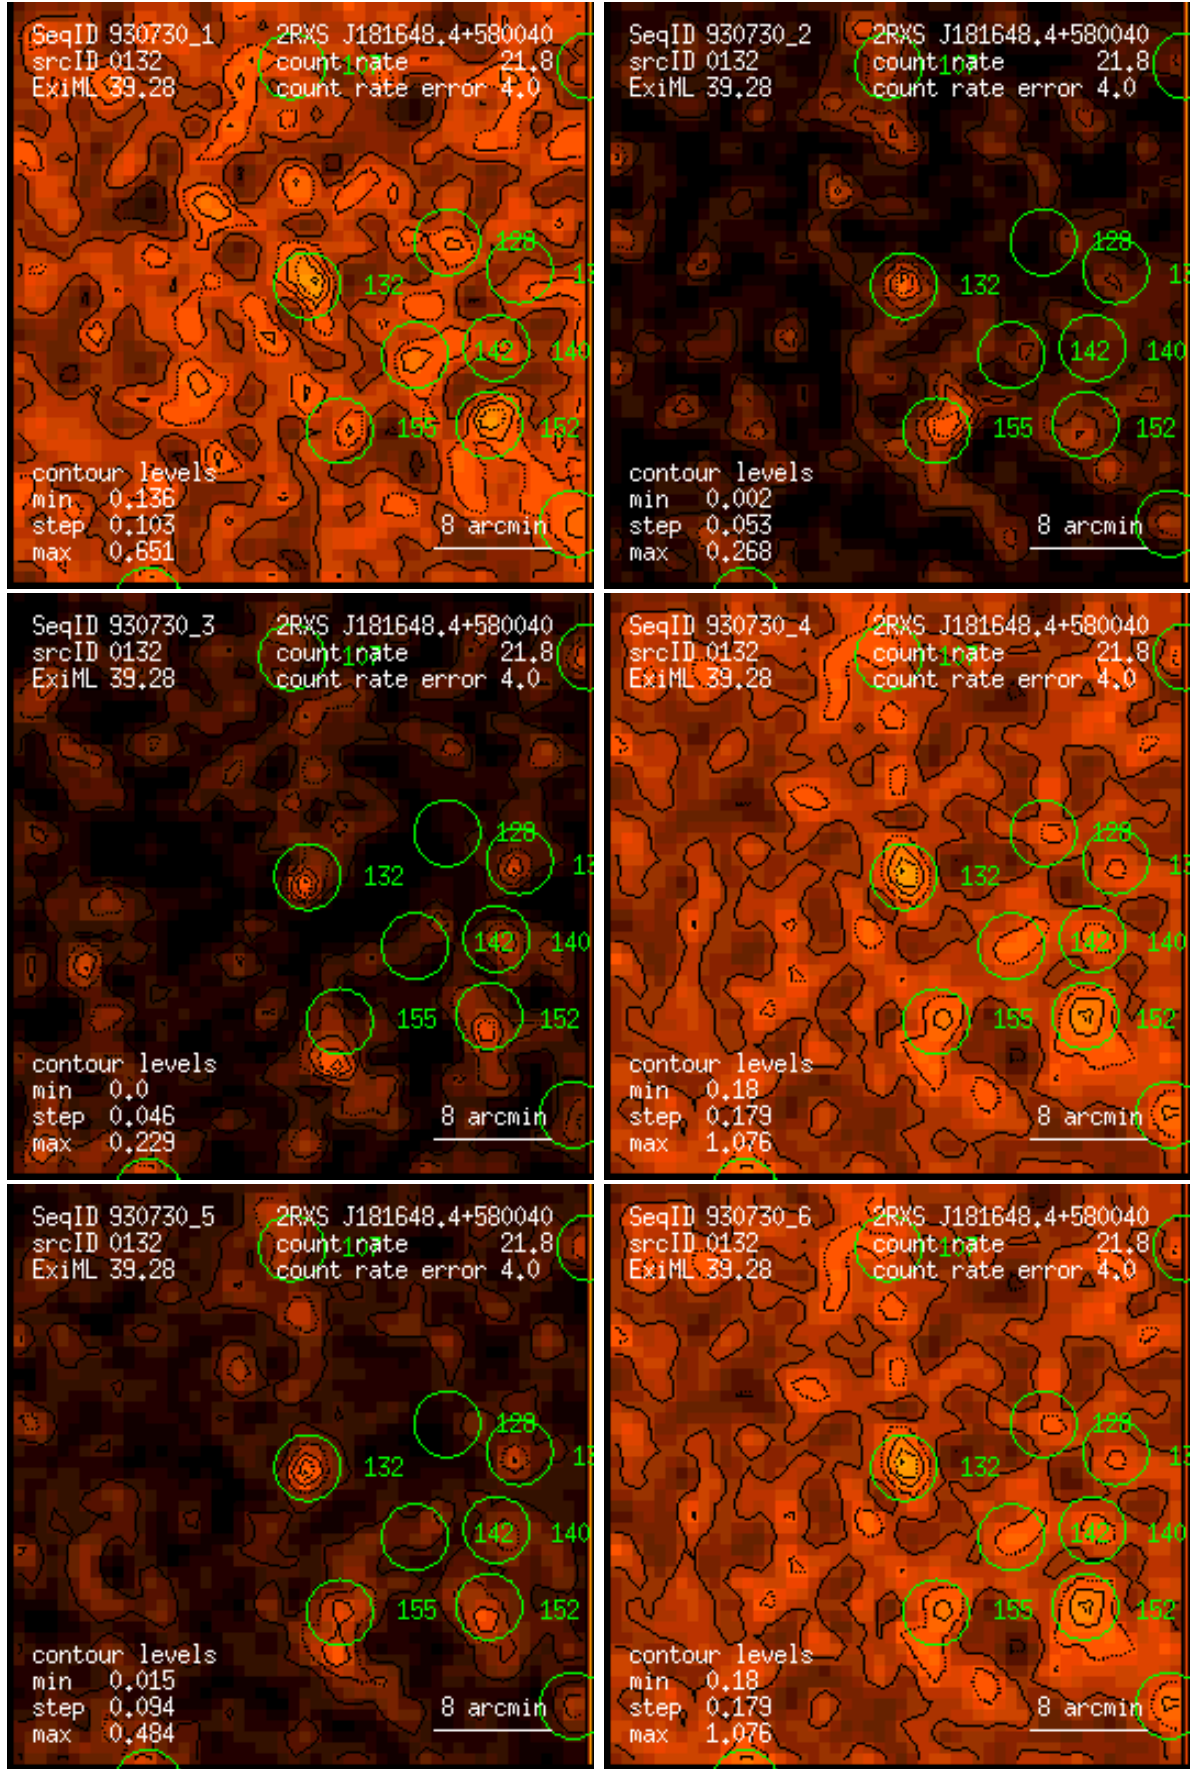 SeqID 930730_1 2RXS J181648.4+580040
srcID 0132 count rate 21.8
ExiML 39.28 count rate error 4.0
107
128
13
132
142 140
155 152
contour levels
min 0.136
step 0.103 8 arcmin
max 0.651
SeqID 930730_2 2RXS J181648.4+580040
srcID 0132 count rate 21.8
ExiML 39.28 count rate error 4.0
107
128
13
132
142 140
155 152
contour levels
min 0.002
step 0.053 8 arcmin
max 0.268
SeqID 930730_3 2RXS J181648.4+580040
srcID 0132 count rate 21.8
ExiML 39.28 count rate error 4.0
107
128
13
132
142 140
155 152
contour levels
min 0.0
step 0.046 8 arcmin
max 0.229
SeqID 930730_4 2RXS J181648.4+580040
srcID 0132 count rate 21.8
ExiML 39.28 count rate error 4.0
107
128
13
132
142 140
155 152
contour levels
min 0.18
step 0.179 8 arcmin
max 1.076
SeqID 930730_5 2RXS J181648.4+580040
srcID 0132 count rate 21.8
ExiML 39.28 count rate error 4.0
107
128
13
132
142 140
155 152
contour levels
min 0.015
step 0.094 8 arcmin
max 0.484
SeqID 930730_6 2RXS J181648.4+580040
srcID 0132 count rate 21.8
ExiML 39.28 count rate error 4.0
107
128
13
132
142 140
155 152
contour levels
min 0.18
step 0.179 8 arcmin
max 1.076